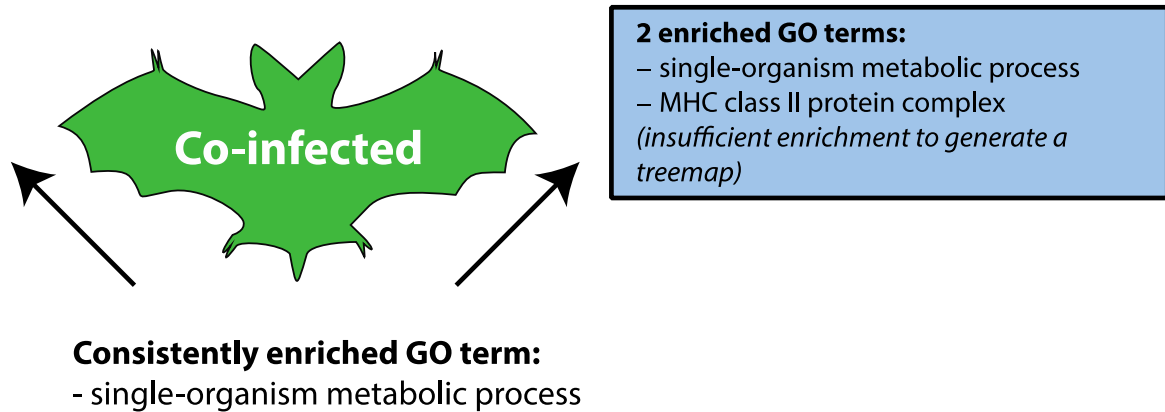 Co-infected
2 enriched GO terms:
– single-organism metabolic process
– MHC class II protein complex
(insufficient enrichment to generate a
treemap)
Consistently enriched GO term:
- single-organism metabolic process